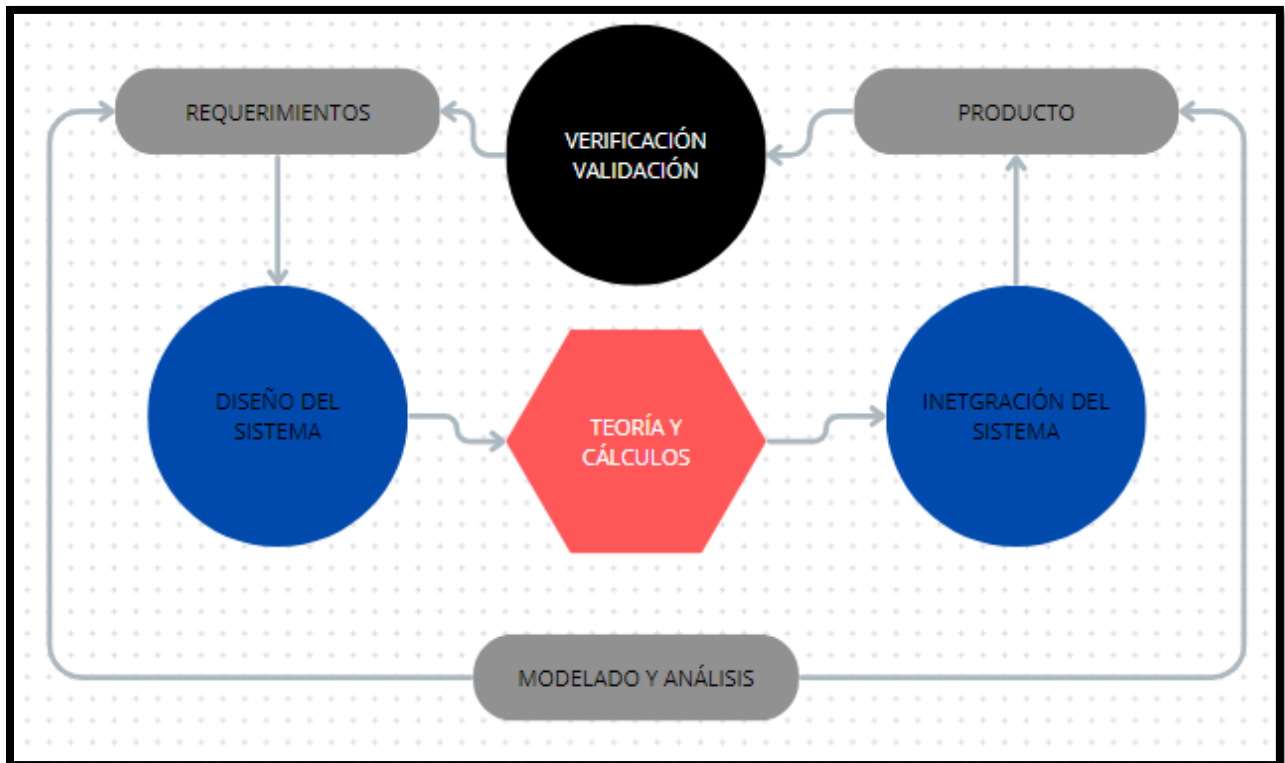 REQUERIMIENTOS
VERIFICACIÓN
VALIDACIÓN
PRODUCTO
DISEÑO DEL
SISTEMA
TEORÍA Y
CÁLCULOS
INETGRACIÓN DEL
SISTEMA
MODELADO Y ANÁLISIS